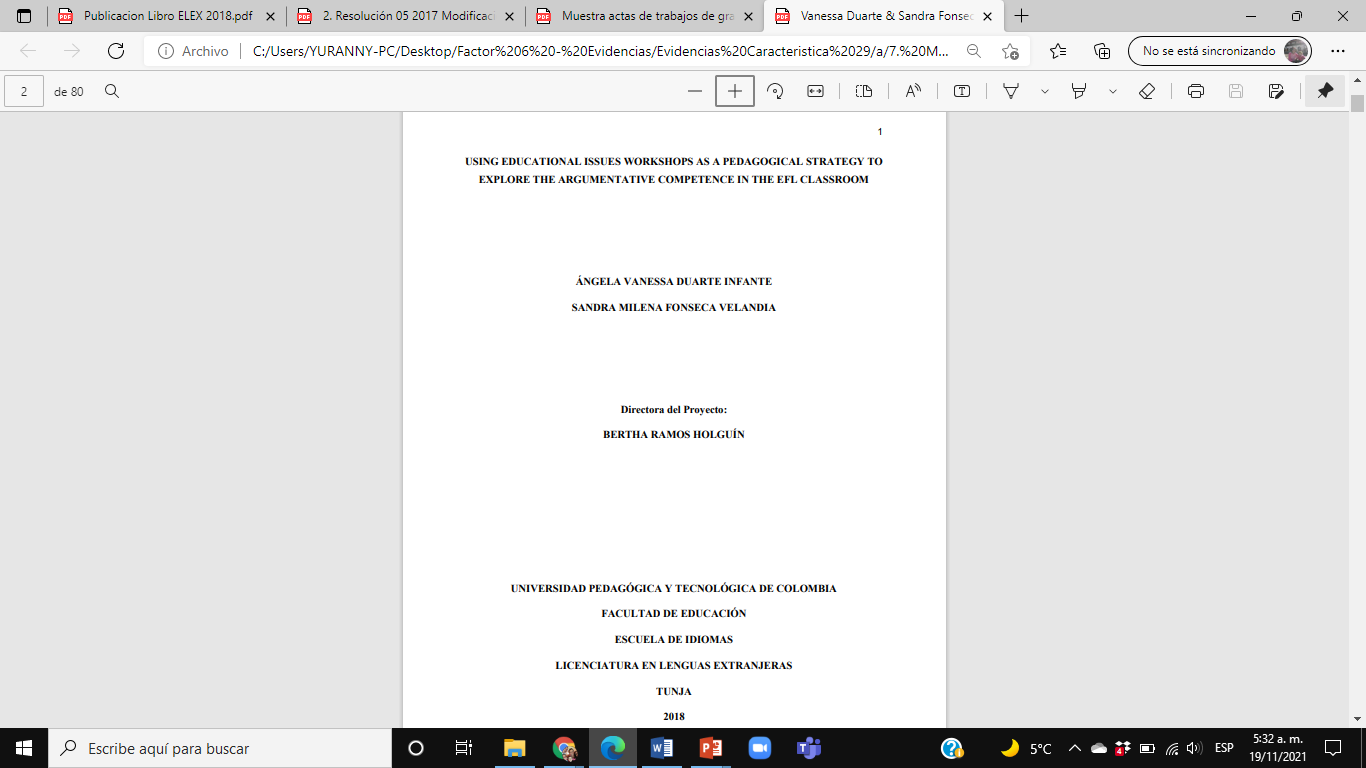 Publicacion Libro ELEX 2018.pdf
2. Resolución 05 2017 Modificaci
Muestra actas de trabajos de gra
Vanessa Duarte & Sandra Fonsec
Archivo
C:/Users/YURANNY-PC/Desktop/Factor%206%20-%20Evidencias/Evidencias%20Caracteristica%2029/a/7.%20M...
No se está sincronizando
2
de 80
1
USING EDUCATIONAL ISSUES WORKSHOPS AS A PEDAGOGICAL STRATEGY TO
EXPLORE THE ARGUMENTATIVE COMPETENCE IN THE EFL CLASSROOM
ÁNGELA VANESSA DUARTE INFANTE
SANDRA MILENA FONSECA VELANDIA
Directora del Proyecto:
BERTHA RAMOS HOLGUÍN
UNIVERSIDAD PEDAGÓGICA Y TECNOLÓGICA DE COLOMBIA
FACULTAD DE EDUCACIÓN
ESCUELA DE IDIOMAS
LICENCIATURA EN LENGUAS EXTRANJERAS
TUNJA
2018
Escribe aquí para buscar
5°C
ESP
5:32 a. m.
19/11/2021